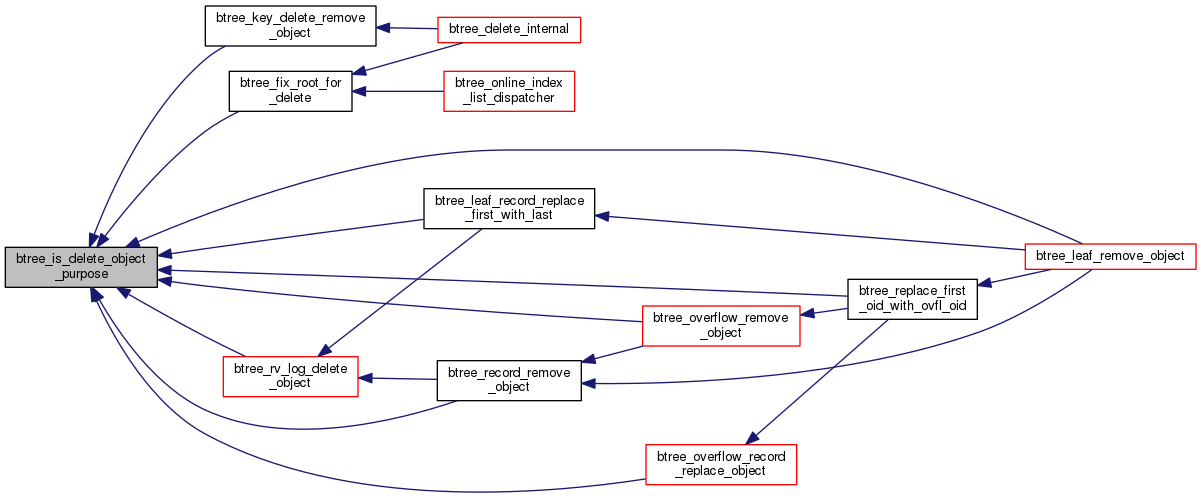 btree_key_delete_remove
_object
btree_delete_internal
btree_fix_root_for
_delete
btree_online_index
_list_dispatcher
btree_leaf_record_replace
_first_with_last
btree_is_delete_object
_purpose
btree_leaf_remove_object
btree_replace_first
_oid_with_ovfl_oid
btree_overflow_remove
_object
btree_rv_log_delete
_object
btree_record_remove
_object
btree_overflow_record
_replace_object